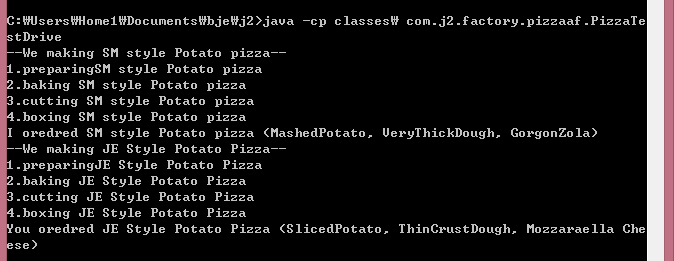 C:₩Users₩Home1₩Documents₩bje₩j2>java -cp classes₩ com.j2.factory.pizzaaf.PizzaTe
stDrive
--We making SM style Potato pizza--
1.preparingSM style Potato pizza
2.baking SM style Potato pizza
3.cutting SM style Potato pizza
4.boxing SM style Potato pizza
I oredred SM style Potato pizza (MashedPotato, VeryThickDough, GorgonZola)
--We making JE Style Potato Pizza--
1.preparingJE Style Potato Pizza
2.baking JE Style Potato Pizza
3.cutting JE Style Potato Pizza
4.boxing JE Style Potato Pizza
You oredred JE Style Potato Pizza (SlicedPotato, ThinCrustDough, Mozzaraella Che
ese)